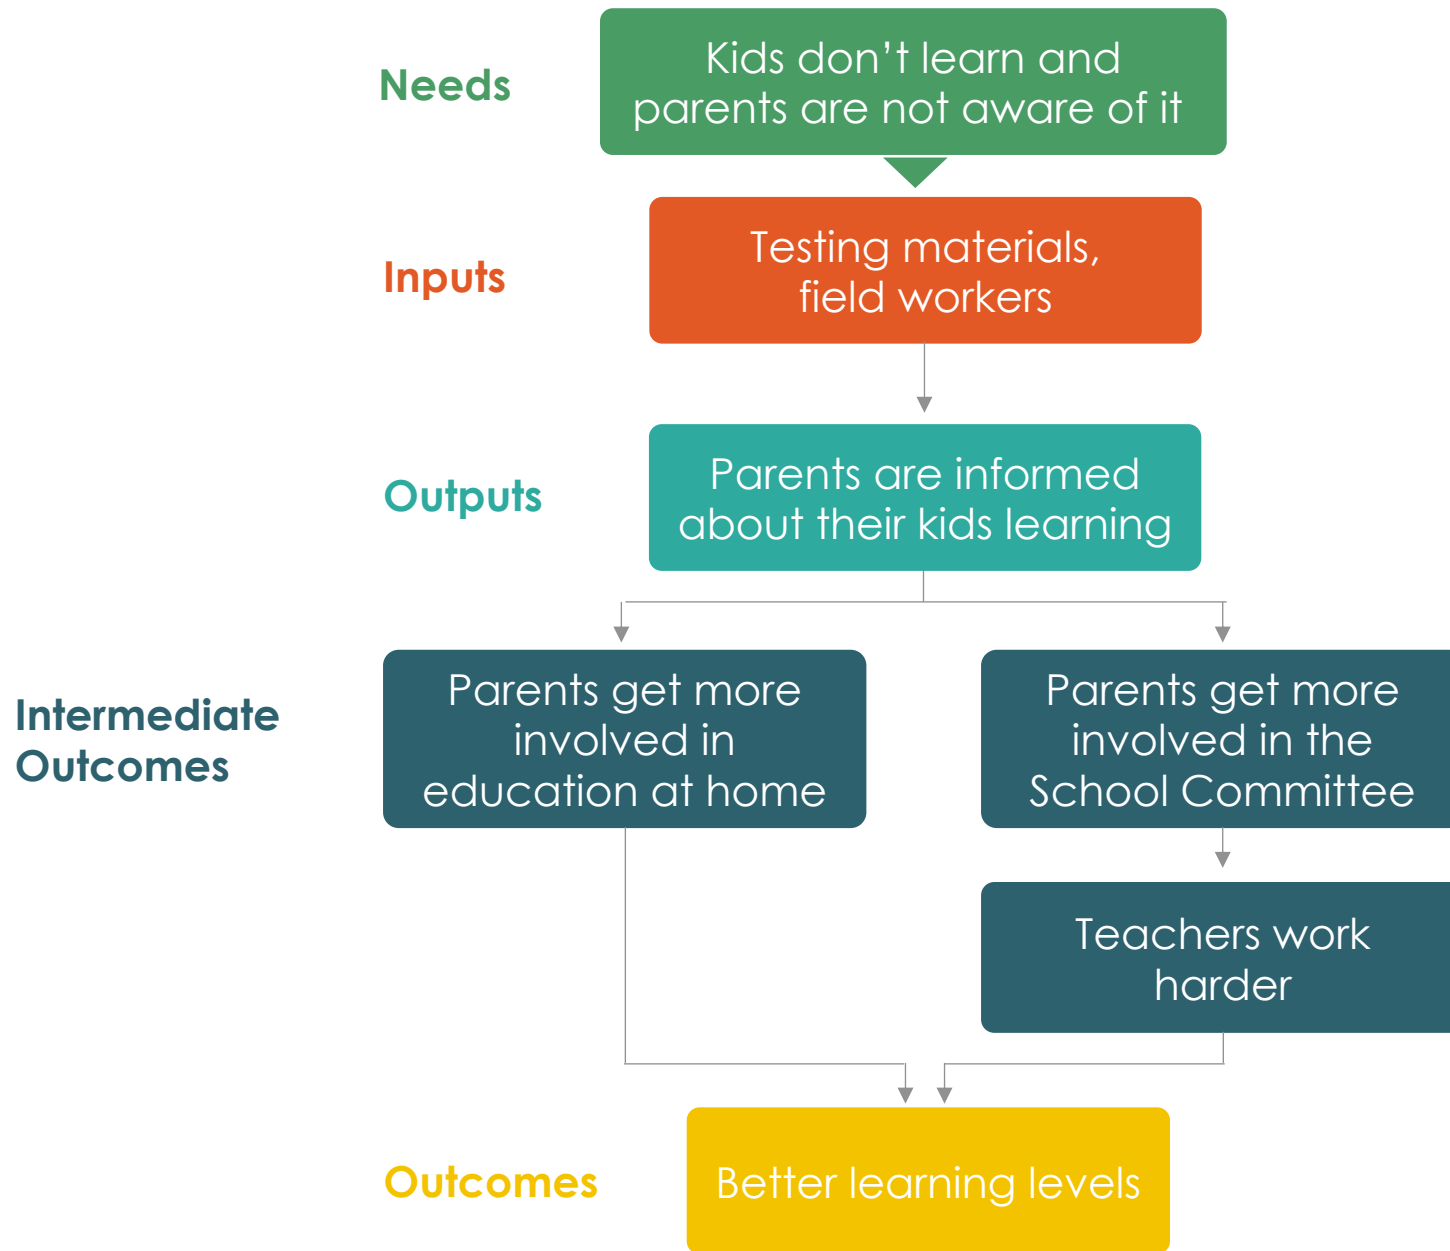 Needs
Kids don’t learn and
parents are not aware of it
Inputs
Testing materials,
field workers
Outputs
Parents are informed
about their kids learning
Intermediate
Outcomes
Parents get more
involved in
education at home
Parents get more
involved in the
School Committee
Teachers work
harder
Outcomes
Better learning levels